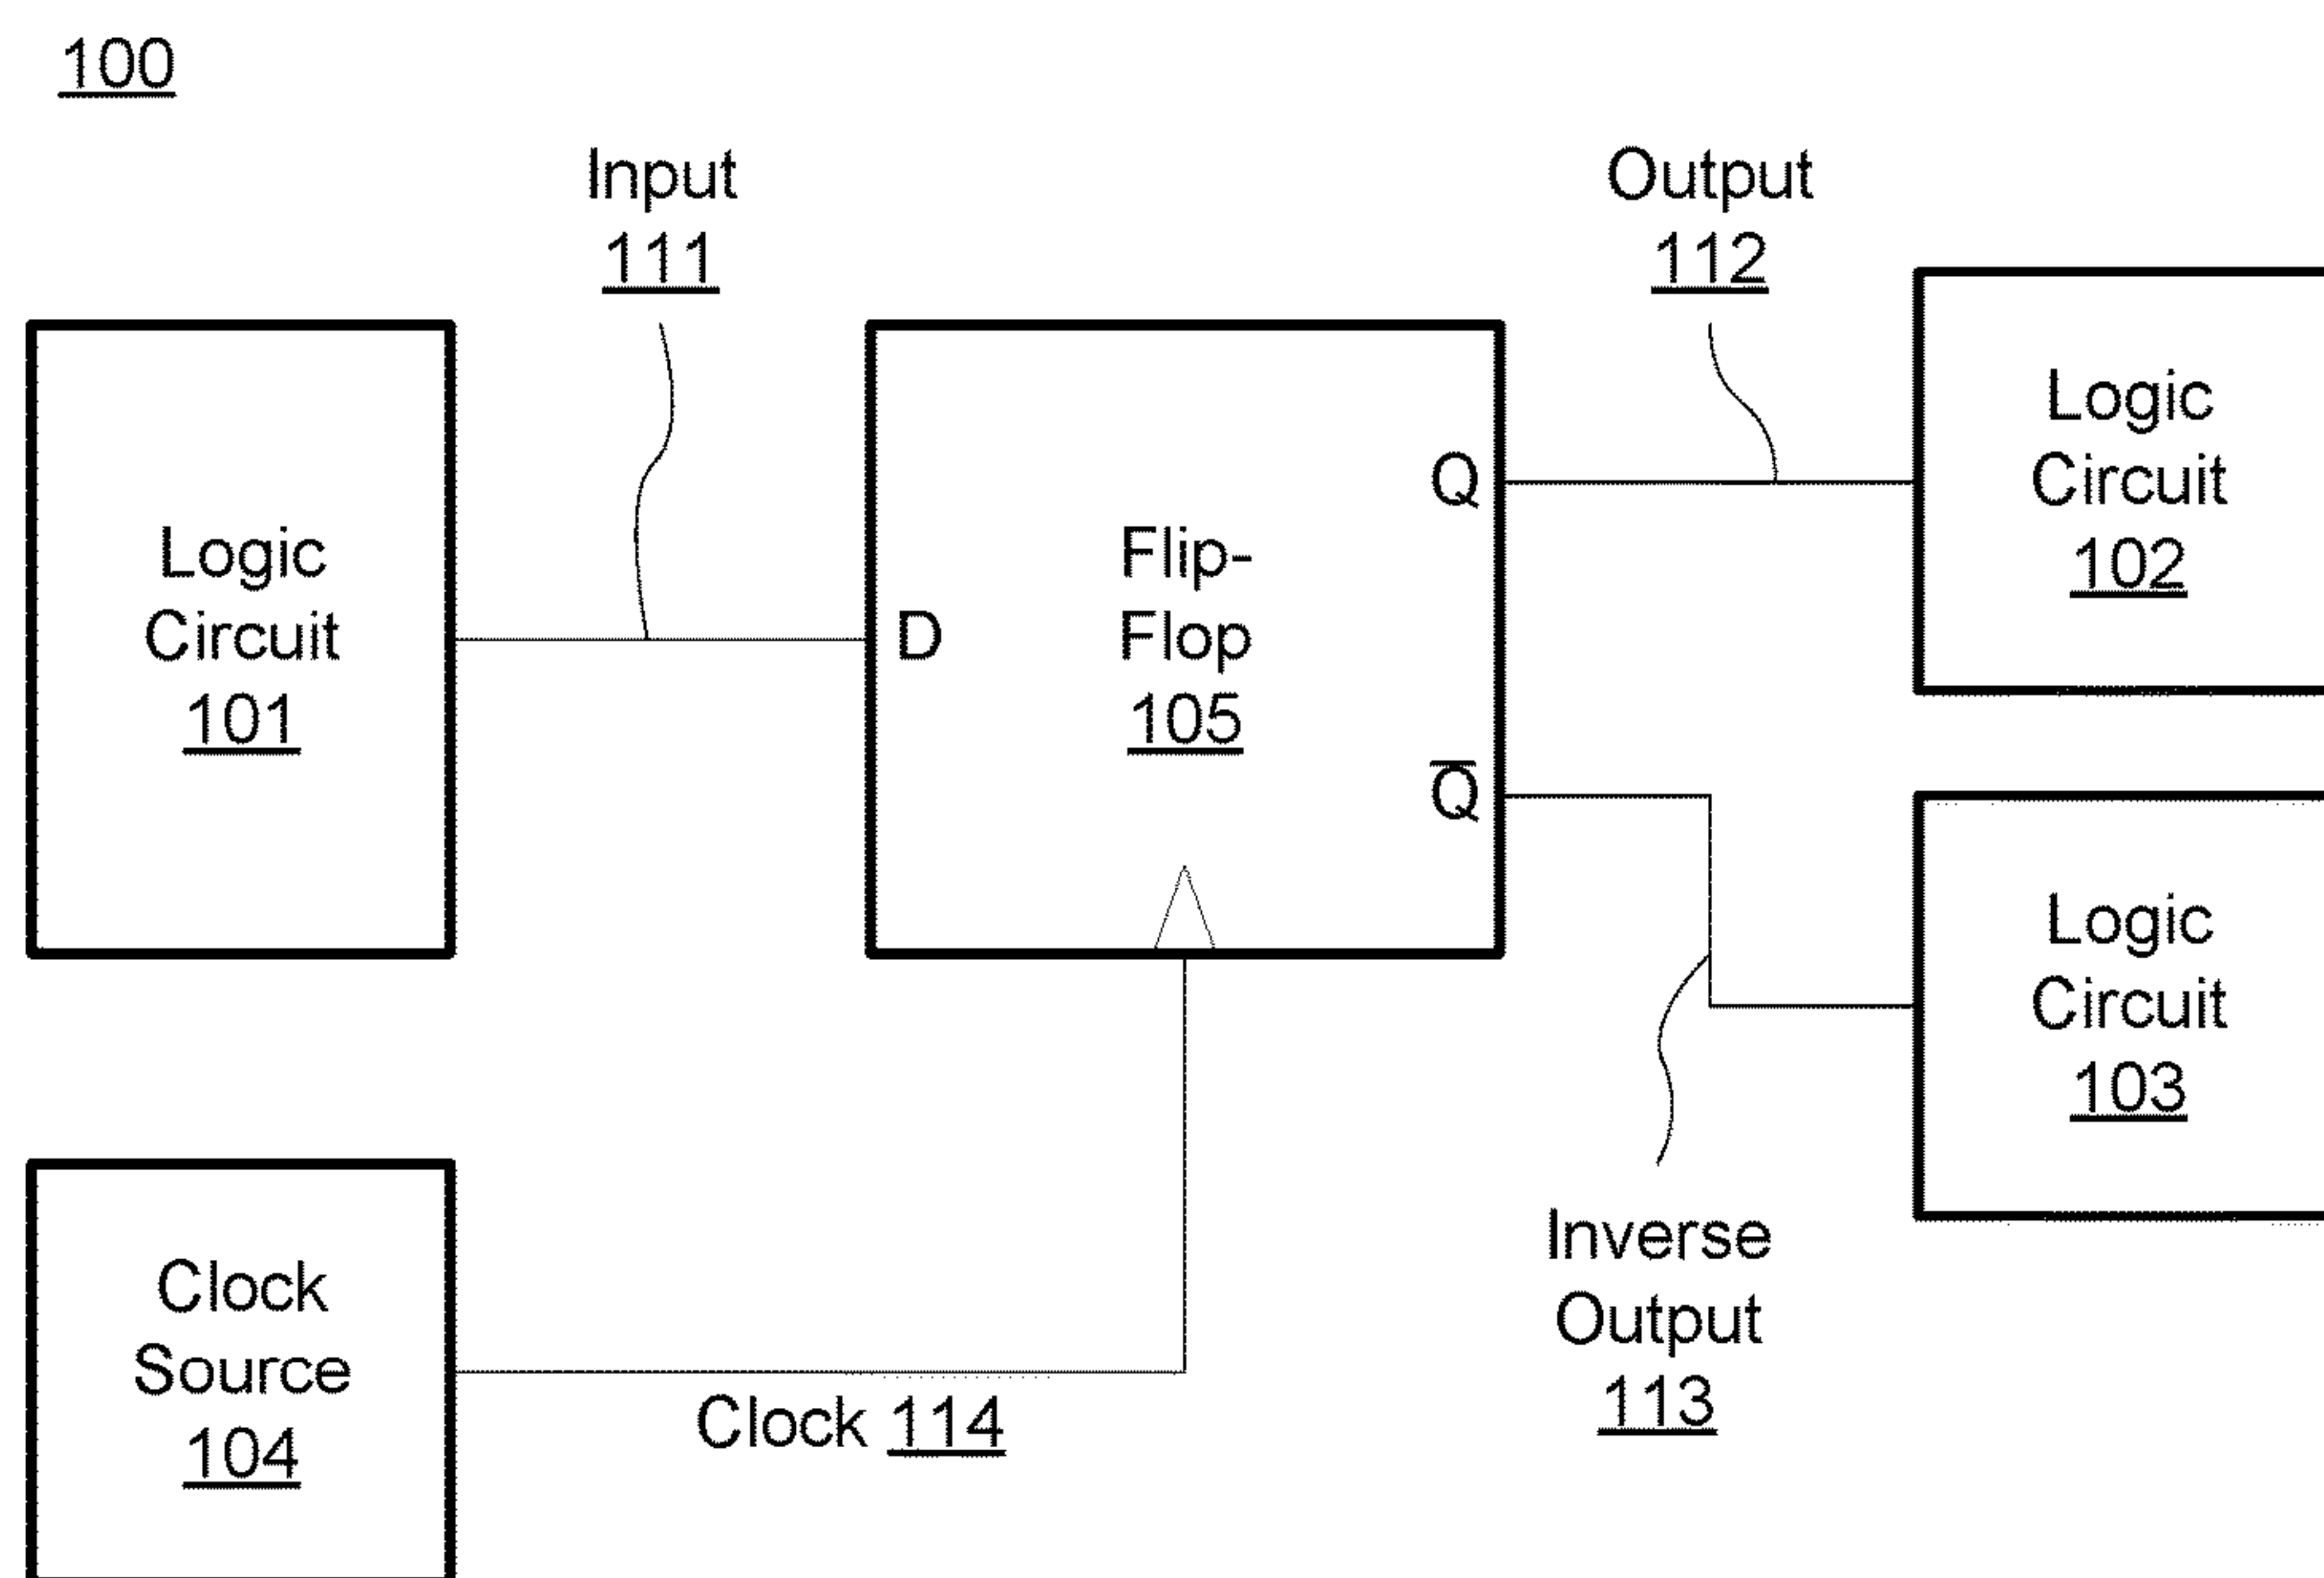 100
Input
111
Output
112
Logic
Circuit
101
D
Flip-
Flop
105
Q
Q̅
Logic
Circuit
102
Logic
Circuit
103
Clock
Source
104
Clock 114
Inverse
Output
113